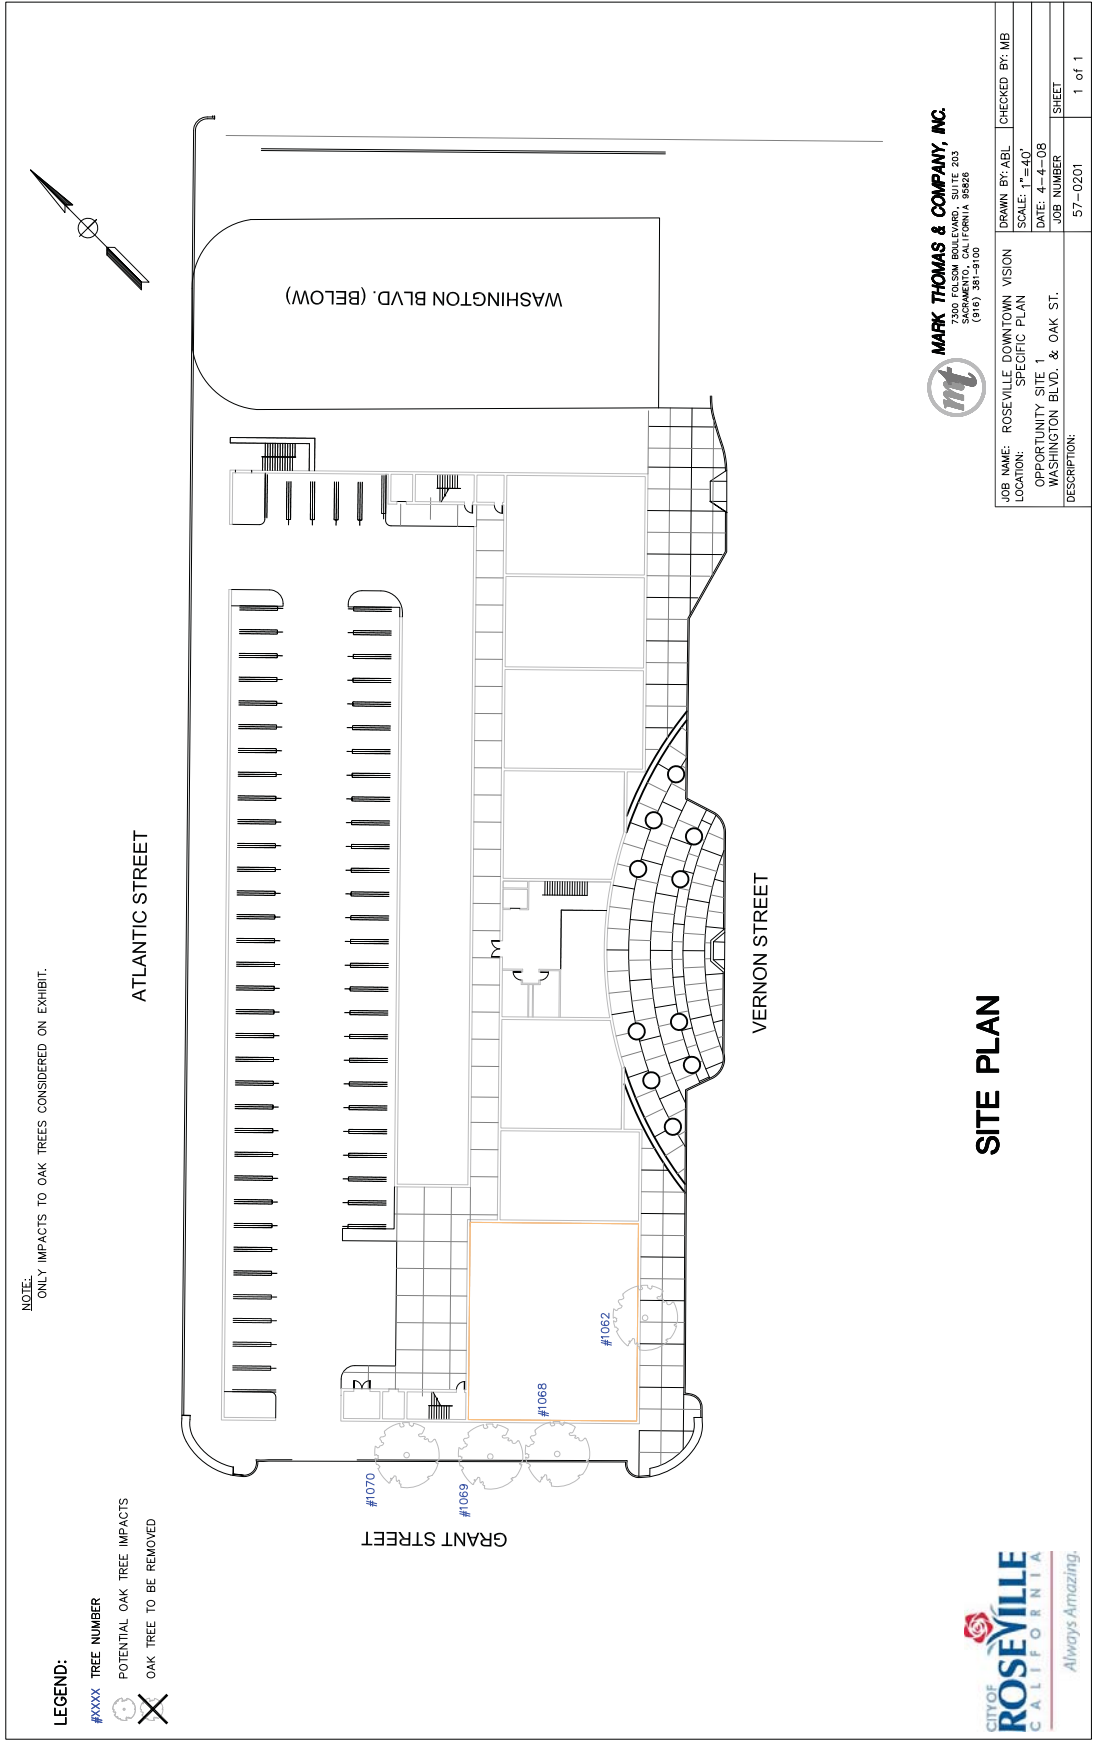 NOTE:
ONLY IMPACTS TO OAK TREES CONSIDERED ON EXHIBIT.
LEGEND:
#XXXX TREE NUMBER
POTENTIAL OAK TREE IMPACTS
OAK TREE TO BE REMOVED
ATLANTIC STREET
WASHINGTON BLVD. (BELOW)
GRANT STREET
#1070
#1069
#1068
#1062
VERNON STREET
SITE PLAN
CITY OF
ROSEVILLE
CALIFORNIA
Always Amazing.
mt
MARK THOMAS & COMPANY, INC.
7300 FOLSOM BOULEVARD, SUITE 203
SACRAMENTO, CALIFORNIA 95826
(916) 381-9100
JOB NAME: ROSEVILLE DOWNTOWN VISION
SPECIFIC PLAN
LOCATION:
OPPORTUNITY SITE 1
WASHINGTON BLVD. & OAK ST.
DESCRIPTION:
DRAWN BY: ABL
CHECKED BY: MB
SCALE: 1"=40'
DATE: 4-4-08
JOB NUMBER
57-0201
SHEET
1 of 1